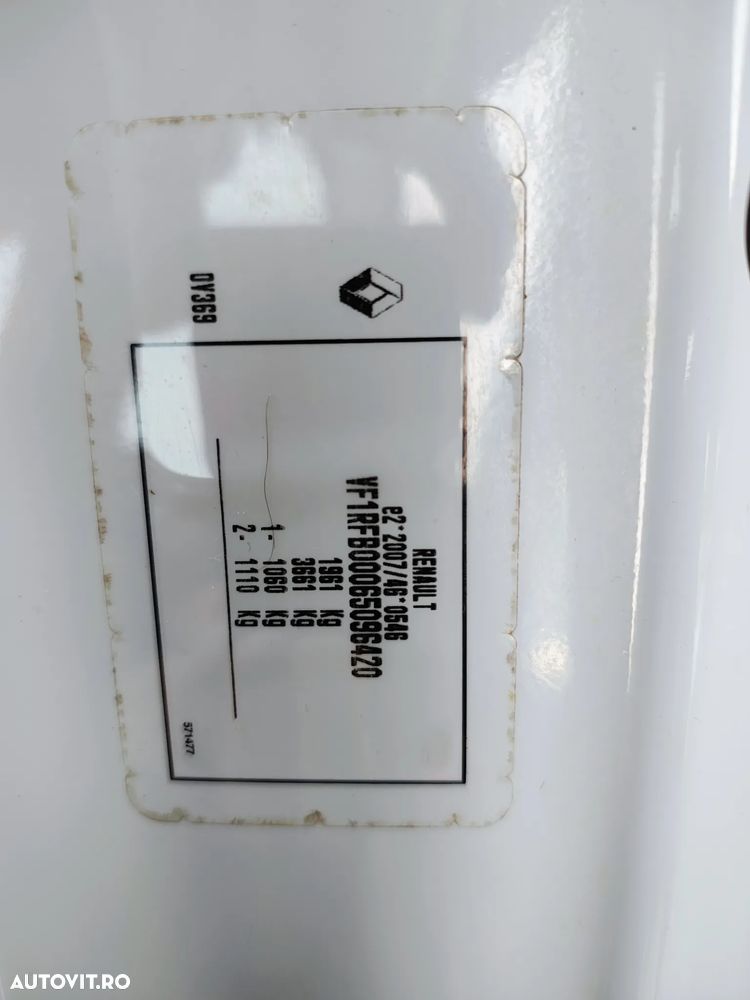 RENAULT
e2*2007/46*0546
VF1RFB00065096420
1961 Kg
3661 Kg
1- 1060 Kg
2- 1110 Kg
DV369
571477
AUTOVIT.RO